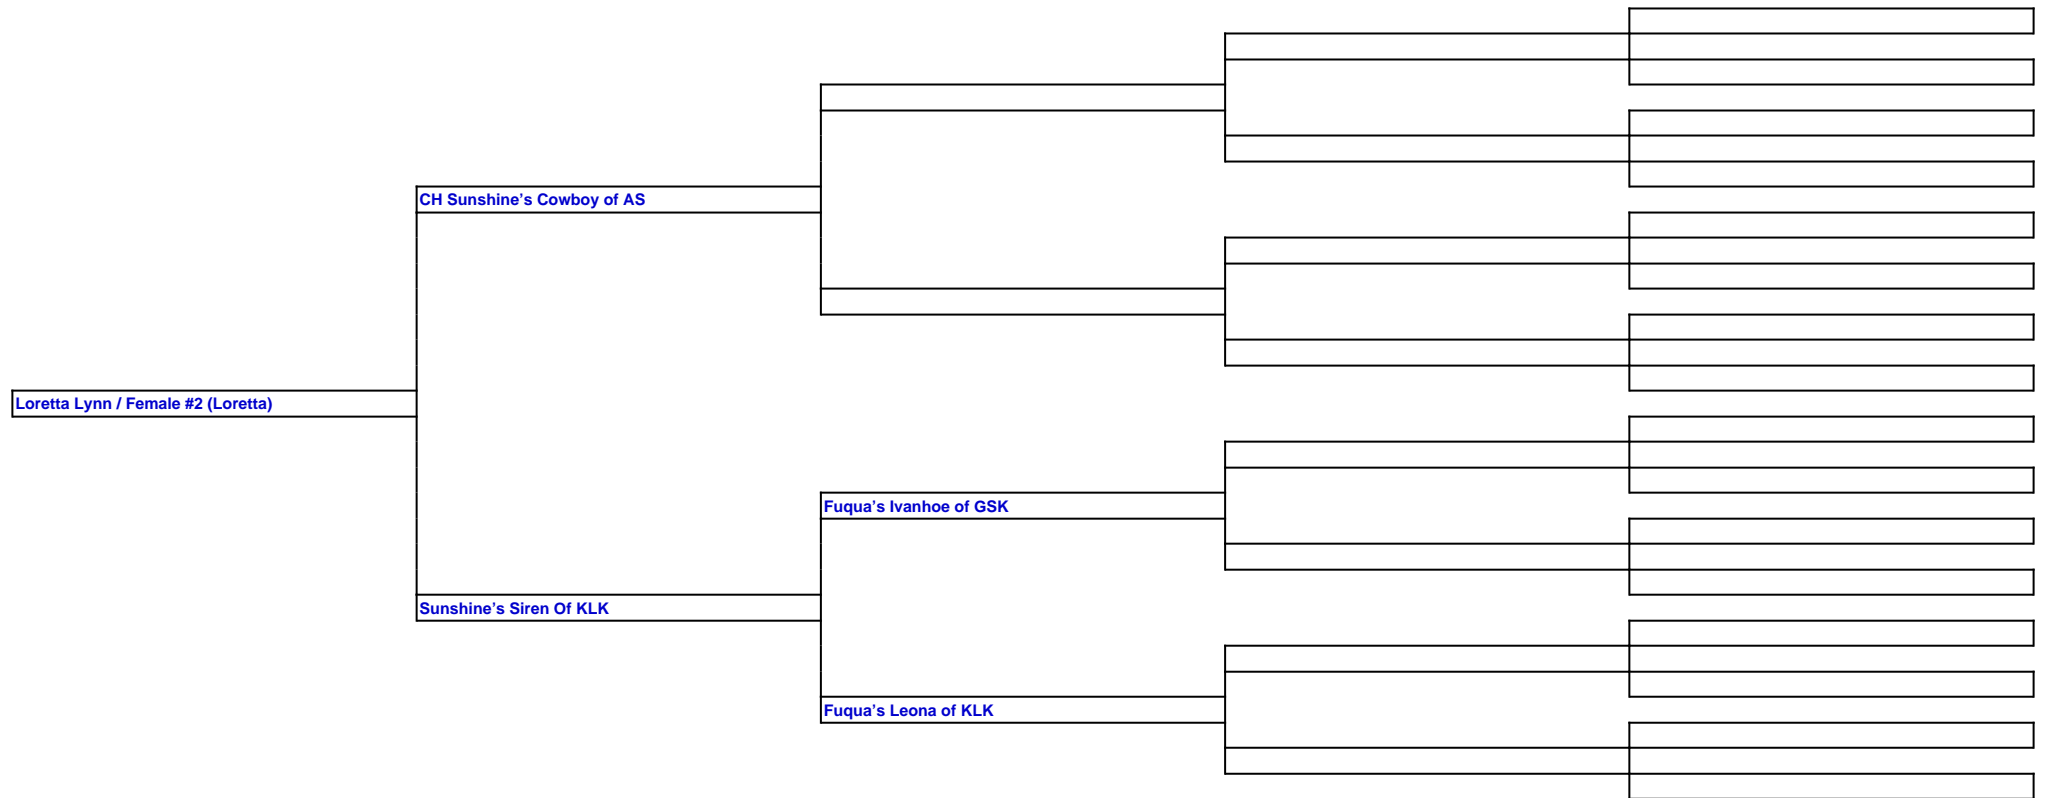 CH Sunshine’s Cowboy of AS
Loretta Lynn / Female #2 (Loretta)
Fuqua’s Ivanhoe of GSK
Sunshine’s Siren Of KLK
Fuqua’s Leona of KLK